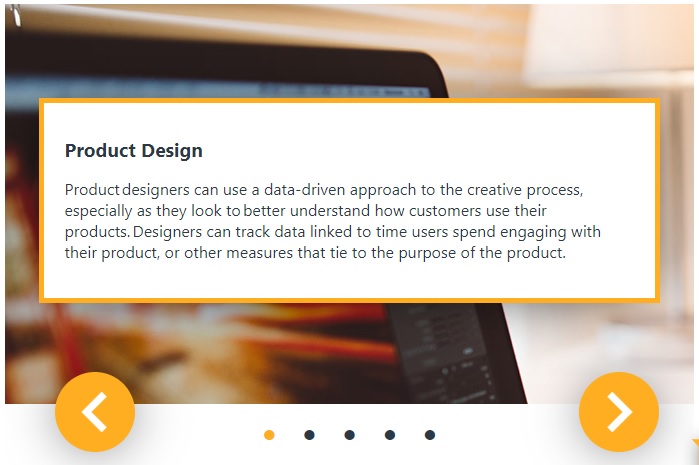 Product Design
Product designers can use a data-driven approach to the creative process,
especially as they look to better understand how customers use their
products. Designers can track data linked to time users spend engaging with
their product, or other measures that tie to the purpose of the product.